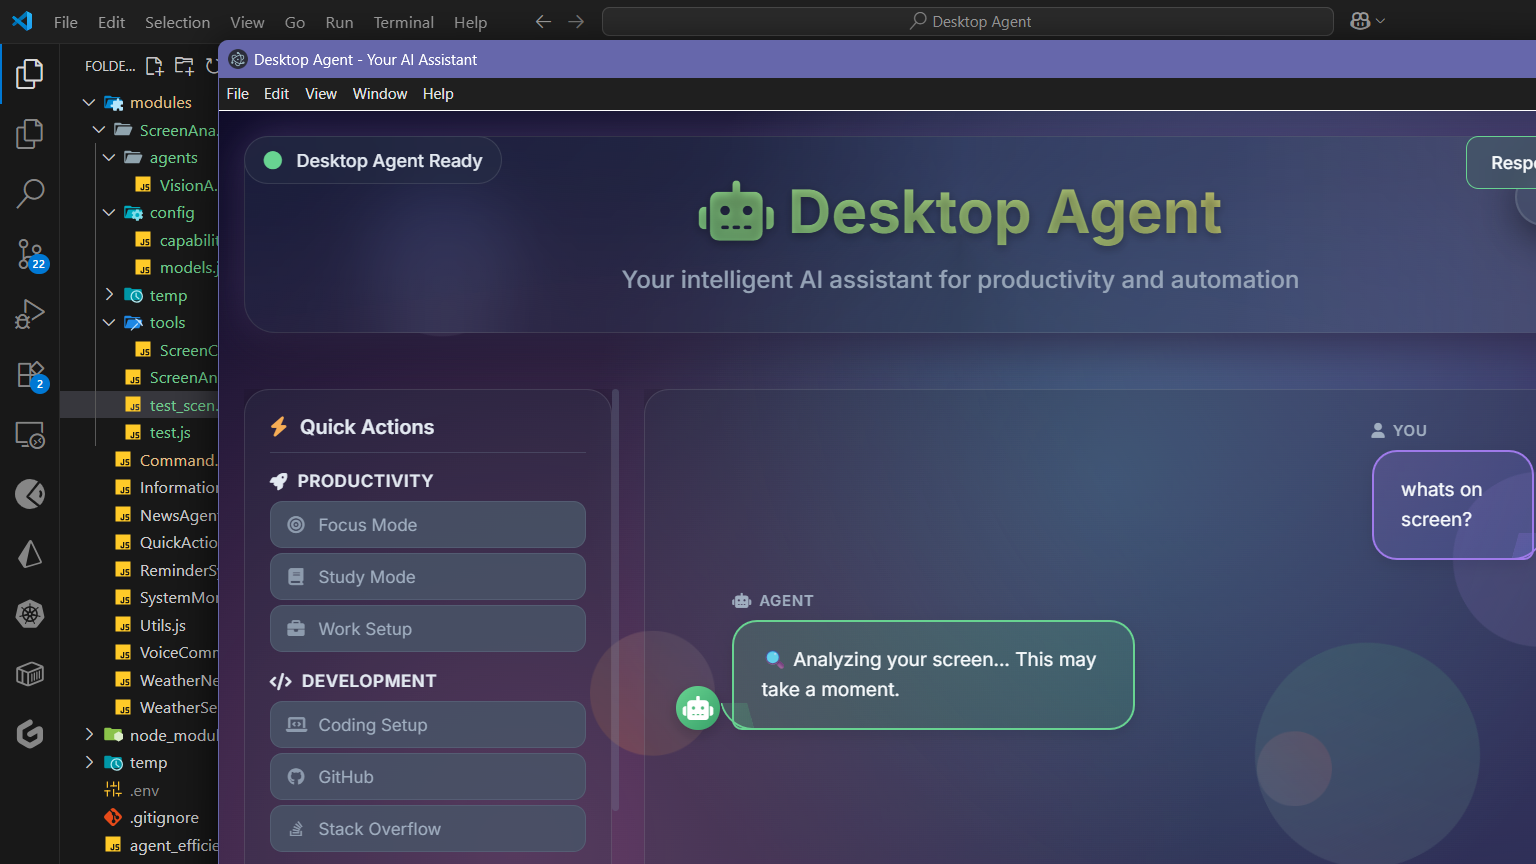 File Edit Selection View Go Run Terminal Help
Desktop Agent
FOLDE...
modules
ScreenAna
agents
VisionA
config
capabilit
models.j
temp
tools
ScreenC
ScreenAn
test_scen
test.js
Command
Information
NewsAgen
QuickActio
ReminderSy
SystemMor
Utils.js
VoiceComm
WeatherNe
WeatherSe
node_modul
temp
.env
.gitignore
agent_efficie
22
2
Desktop Agent - Your AI Assistant
File Edit View Window Help
Desktop Agent Ready
Respo
Desktop Agent
Your intelligent AI assistant for productivity and automation
Quick Actions
PRODUCTIVITY
Focus Mode
Study Mode
Work Setup
DEVELOPMENT
Coding Setup
GitHub
Stack Overflow
YOU
whats on
screen?
AGENT
Analyzing your screen... This may
take a moment.